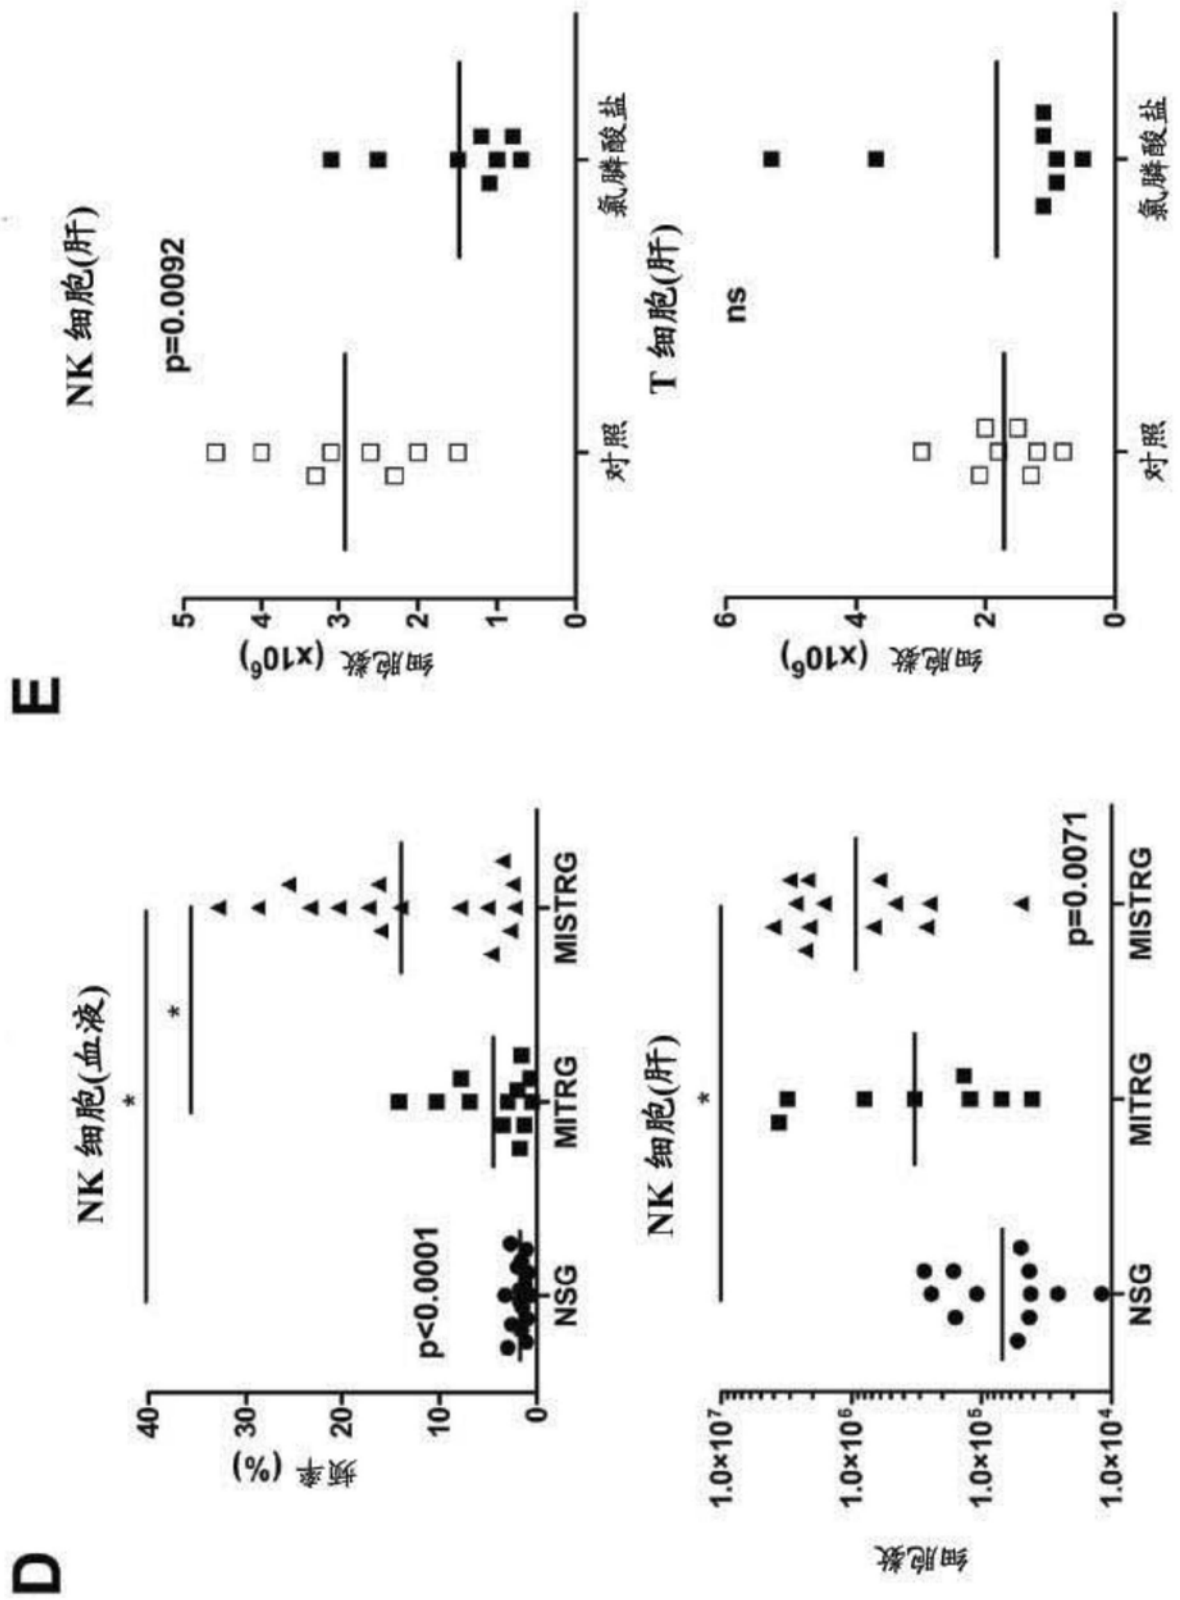 D
NK 细胞(血液)
*
*
频率 (%)
40
30
20
10
0
p<0.0001
NSG
MITRG
MISTRG
NK 细胞(肝)
*
细胞数
1.0×10⁷
1.0×10⁶
1.0×10⁵
1.0×10⁴
p=0.0071
NSG
MITRG
MISTRG
E
NK 细胞(肝)
p=0.0092
细胞数
(x10⁶)
5
4
3
2
1
0
对照
氯膦酸盐
T 细胞(肝)
ns
细胞数
(x10⁶)
6
4
2
0
对照
氯膦酸盐